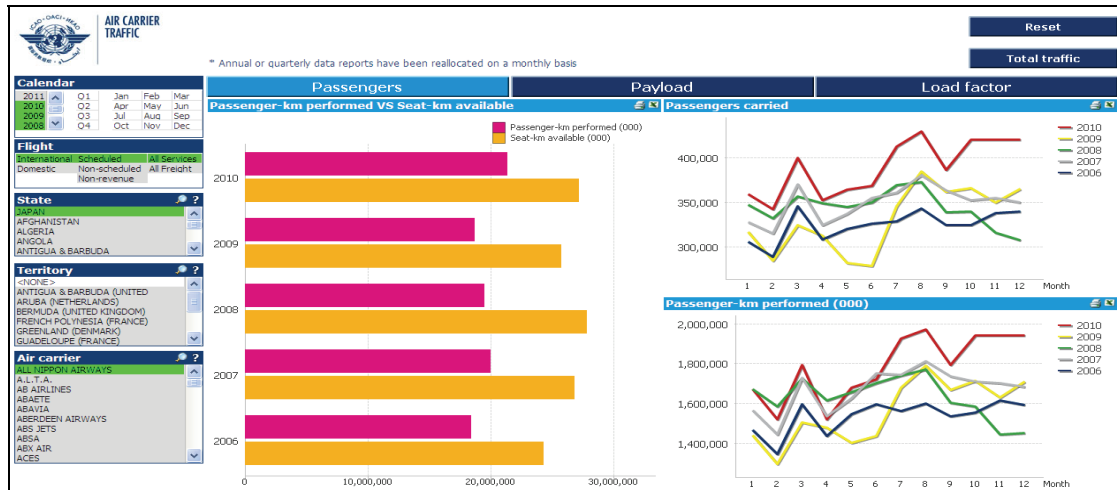 ICAO · OACI · ИКАО
AIR CARRIER
TRAFFIC
* Annual or quarterly data reports have been reallocated on a monthly basis
Reset
Total traffic
Passengers
Payload
Load factor
Calendar
2011 Q1 Jan Feb Mar
2010 Q2 Apr May Jun
2009 Q3 Jul Aug Sep
2008 Q4 Oct Nov Dec
Flight
International Scheduled All Services
Domestic Non-scheduled All Freight
Non-revenue
State ?
JAPAN
AFGHANISTAN
ALGERIA
ANGOLA
ANTIGUA & BARBUDA
Territory ?
<NONE>
ANTIGUA & BARBUDA (UNITED
ARUBA (NETHERLANDS)
BERMUDA (UNITED KINGDOM)
FRENCH POLYNESIA (FRANCE)
GREENLAND (DENMARK)
GUADELOUPE (FRANCE)
Air carrier ?
ALL NIPPON AIRWAYS
A.L.T.A.
AB AIRLINES
ABAETE
ABAVIA
ABERDEEN AIRWAYS
ABS JETS
ABSA
ABX AIR
ACES
Passenger-km performed VS Seat-km available
Passenger-km performed (000)
Seat-km available (000)
2010
2009
2008
2007
2006
0 10,000,000 20,000,000 30,000,000
Passengers carried
400,000
350,000
300,000
1 2 3 4 5 6 7 8 9 10 11 12 Month
2010
2009
2008
2007
2006
Passenger-km performed (000)
2,000,000
1,800,000
1,600,000
1,400,000
1 2 3 4 5 6 7 8 9 10 11 12 Month
2010
2009
2008
2007
2006